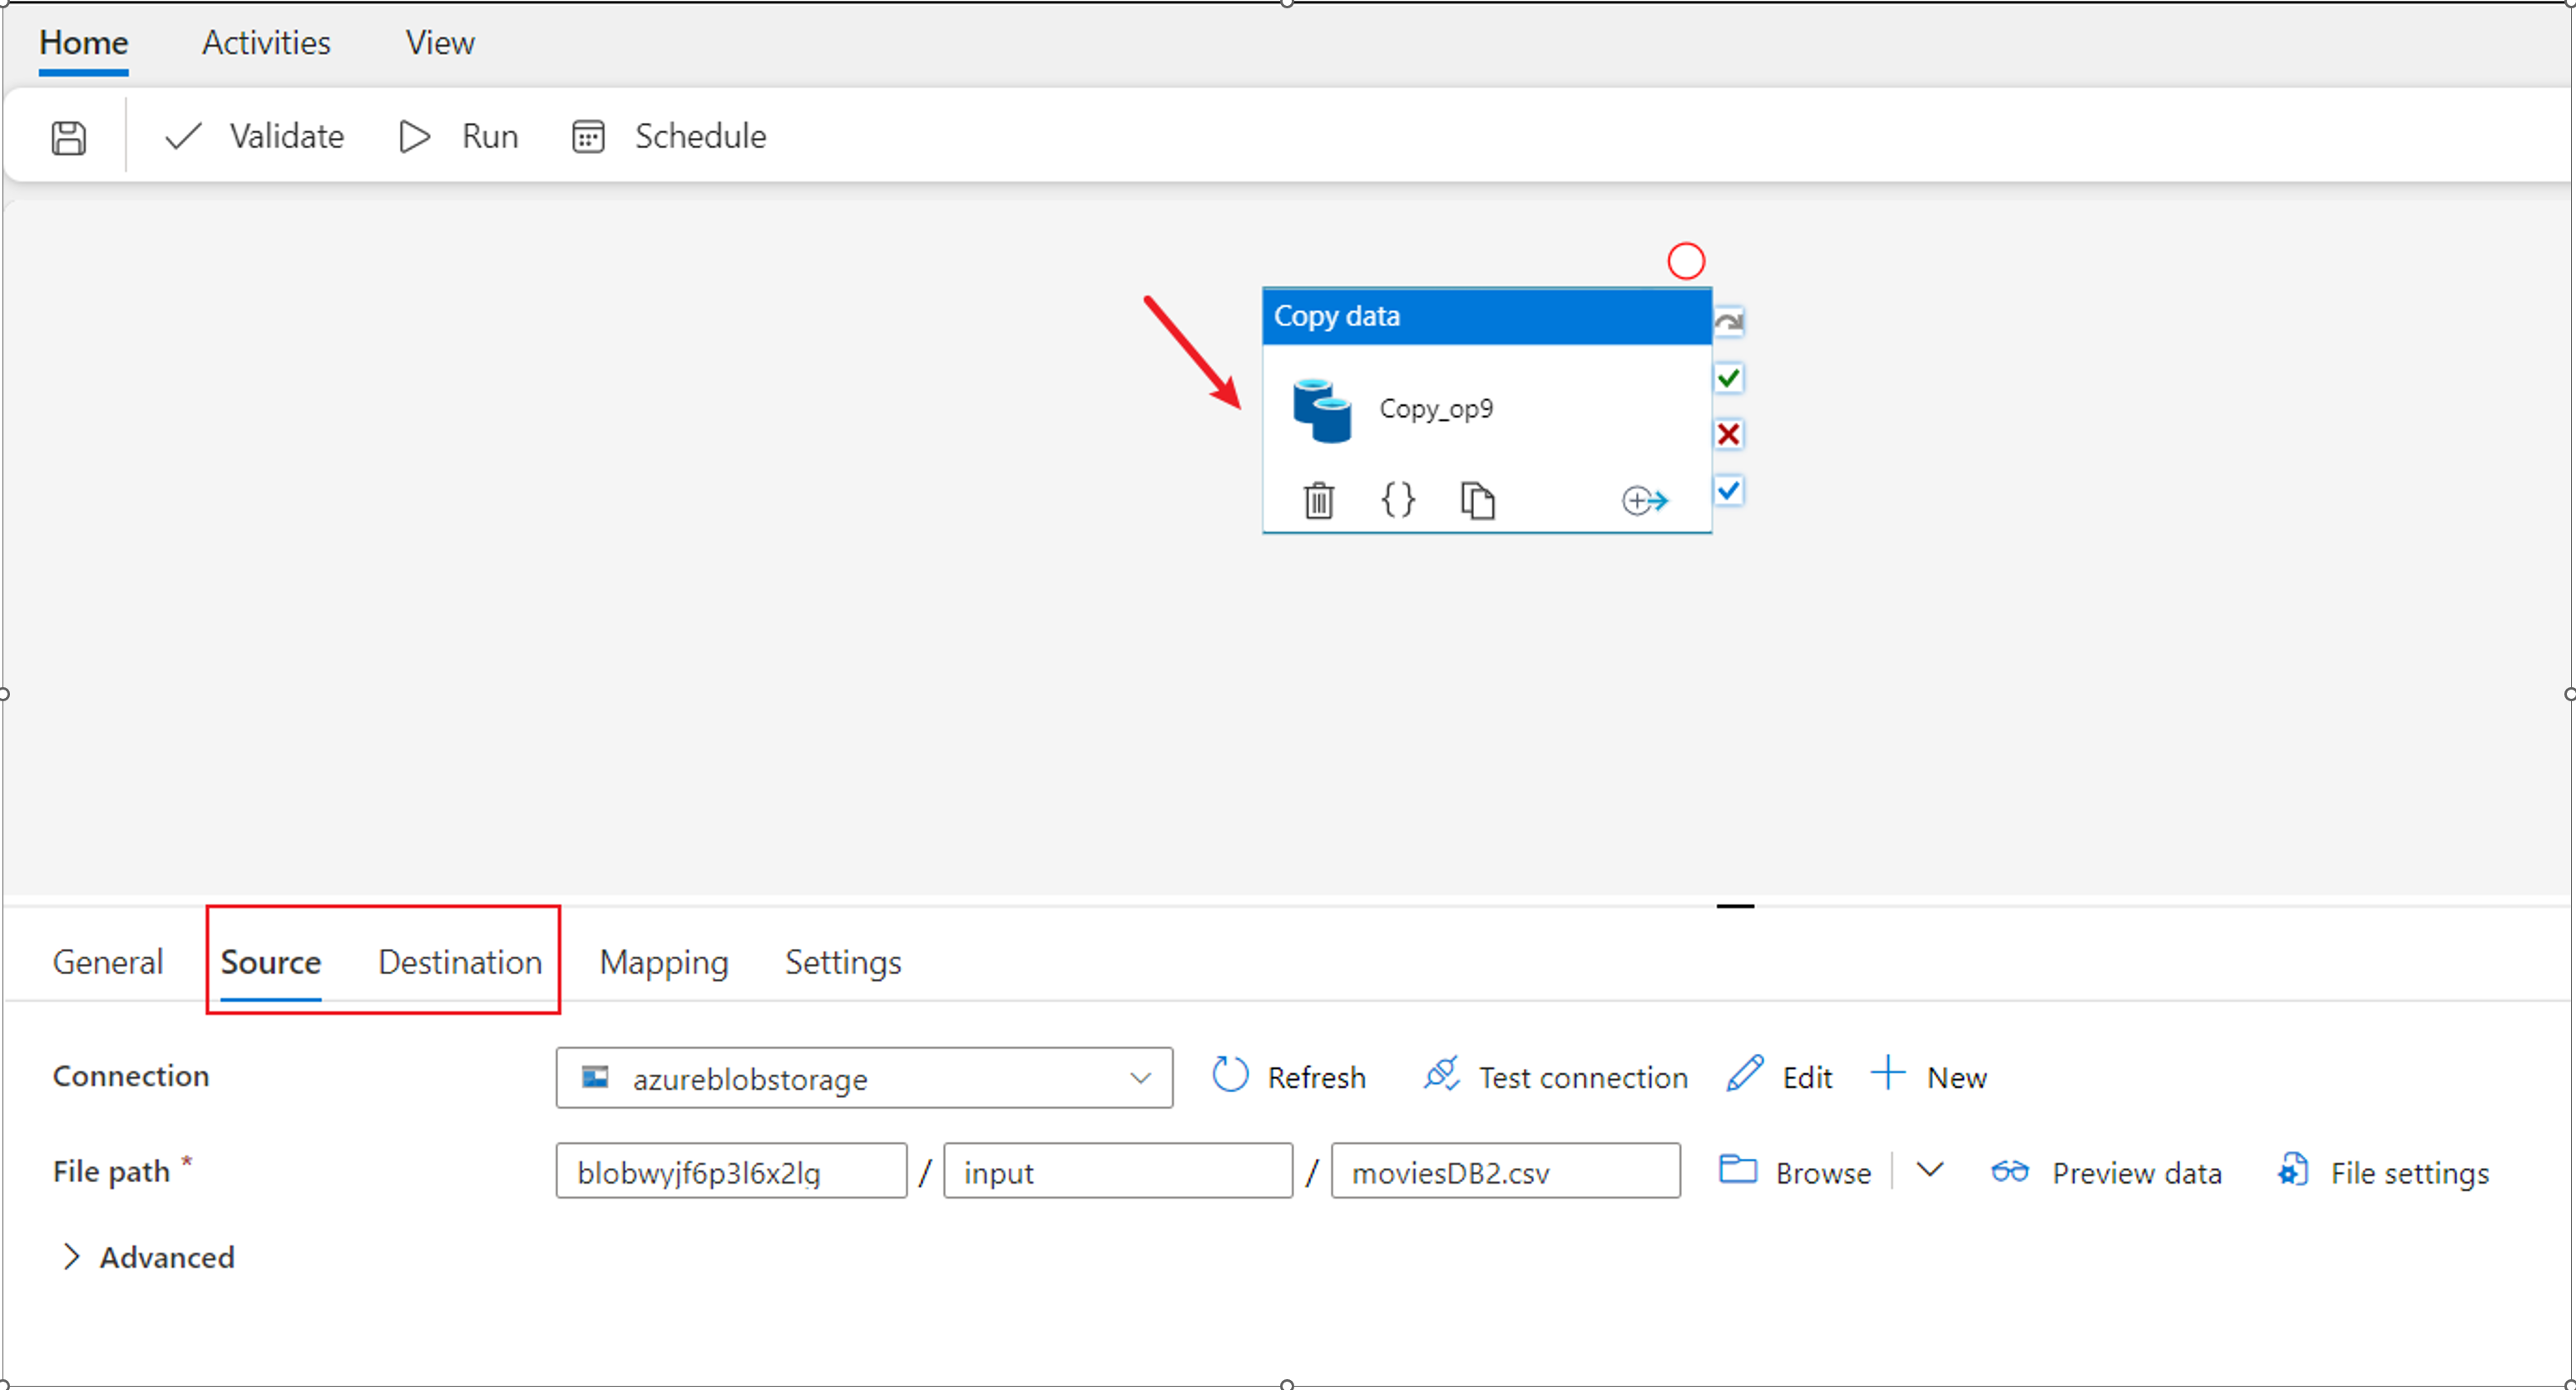 Home Activities View
Validate Run Schedule
Copy data
Copy_op9
General Source Destination Mapping Settings
Connection azureblobstorage Refresh Test connection Edit New
File path * blobwyjf6p3l6x2lg / input / moviesDB2.csv Browse Preview data File settings
Advanced